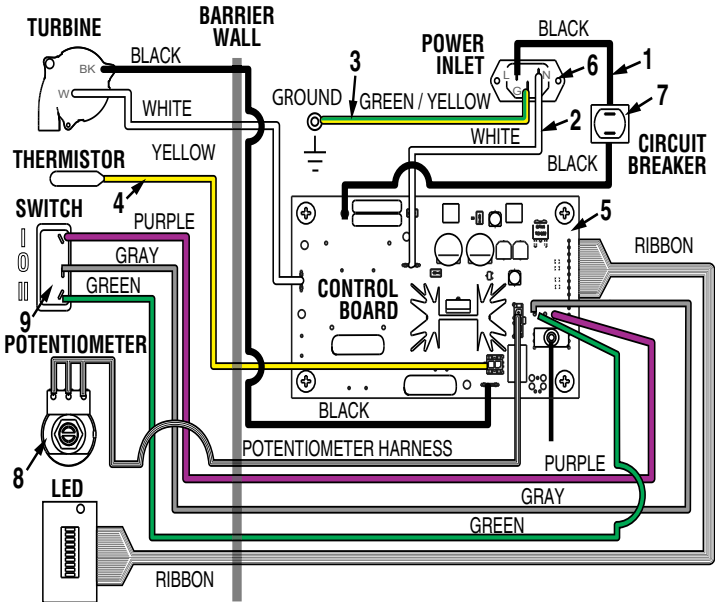 TURBINE
BARRIER
WALL
BLACK
BK
W
WHITE
POWER
INLET
BLACK
1
L
N
G
6
3
GROUND
GREEN / YELLOW
7
WHITE
2
CIRCUIT
BREAKER
BLACK
THERMISTOR
YELLOW
4
SWITCH
I
O
II
PURPLE
GRAY
GREEN
9
5
RIBBON
CONTROL
BOARD
POTENTIOMETER
8
BLACK
POTENTIOMETER HARNESS
PURPLE
GRAY
GREEN
LED
RIBBON